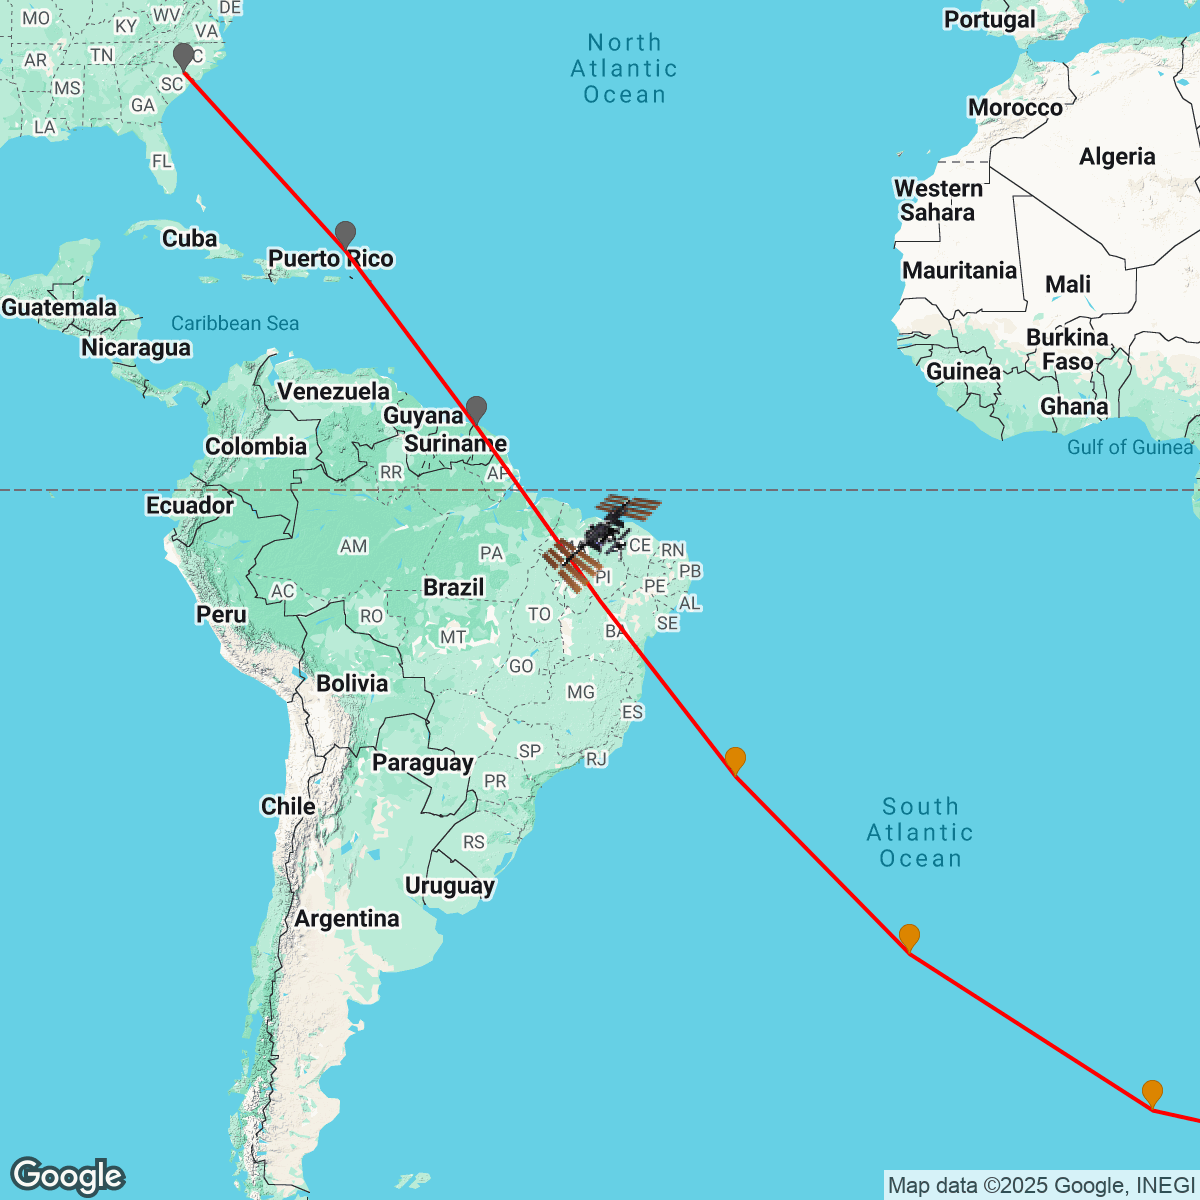 MO
KY
WV
DE
VA
AR
TN
C
SC
MS
GA
LA
FL
North
Atlantic
Ocean
Portugal
Morocco
Algeria
Western
Sahara
Mauritania
Mali
Burkina
Faso
Guinea
Ghana
Gulf of Guinea
Cuba
Puerto Rico
Guatemala
Caribbean Sea
Nicaragua
Venezuela
Guyana
Colombia
Suriname
RR
AP
Ecuador
AM
PA
CE
RN
PB
PI
PE
AL
SE
Brazil
AC
RO
TO
BA
Peru
MT
GO
Bolivia
MG
ES
SP
RJ
Paraguay
PR
Chile
RS
Uruguay
Argentina
South
Atlantic
Ocean
Google
Map data ©2025 Google, INEGI